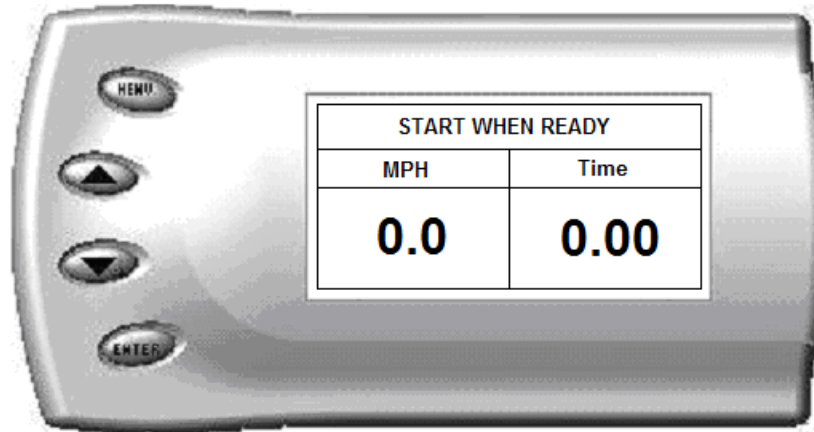 MENU
START WHEN READY
MPH Time
0.0 0.00
ENTER